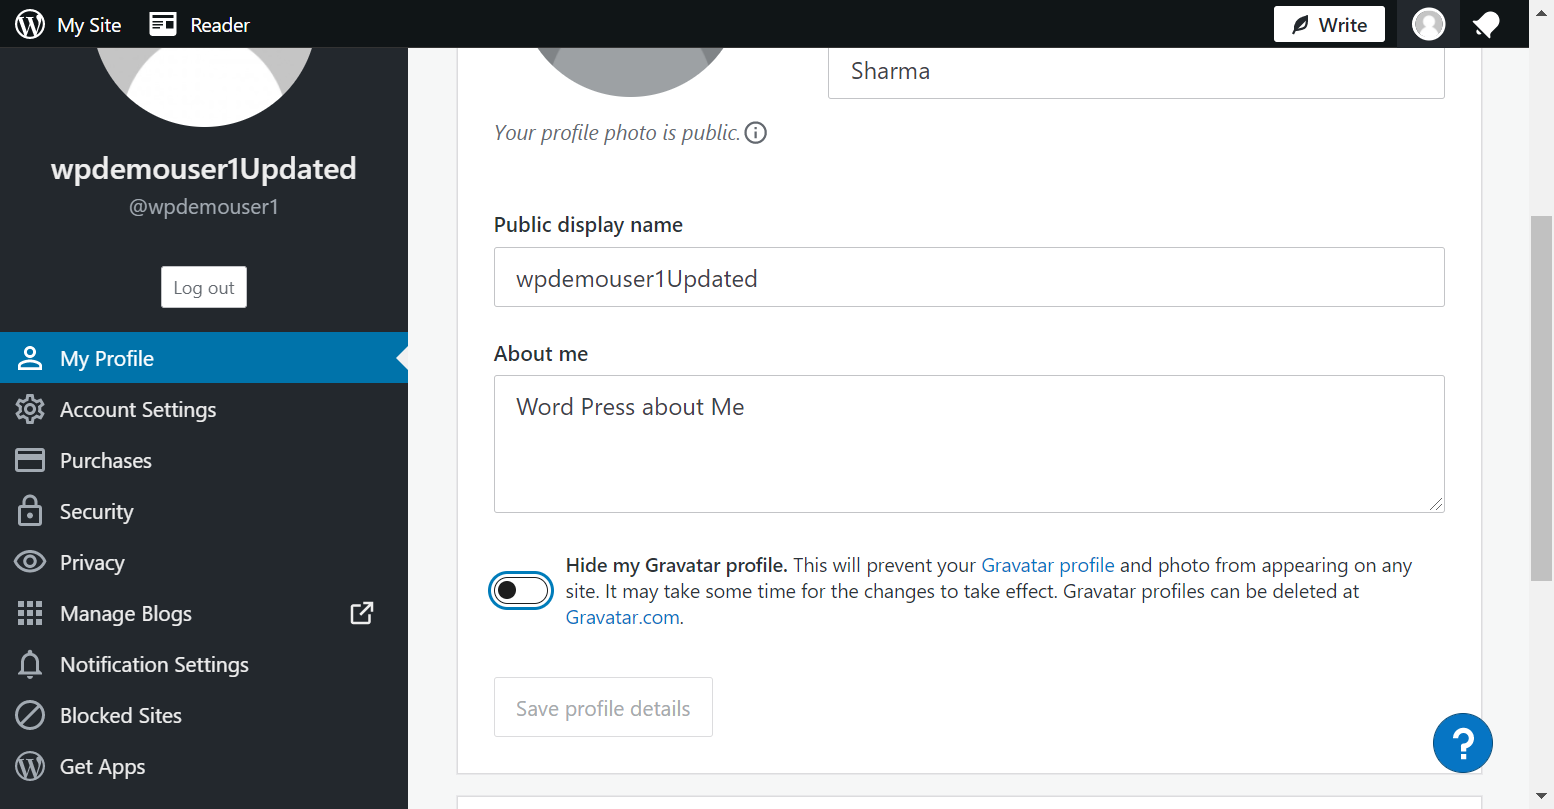 My Site
Reader
Write
wpdemouser1Updated
@wpdemouser1
Log out
My Profile
Account Settings
Purchases
Security
Privacy
Manage Blogs
Notification Settings
Blocked Sites
Get Apps
Sharma
Your profile photo is public.
Public display name
wpdemouser1Updated
About me
Word Press about Me
Hide my Gravatar profile. This will prevent your Gravatar profile and photo from appearing on any
site. It may take some time for the changes to take effect. Gravatar profiles can be deleted at
Gravatar.com.
Save profile details
?